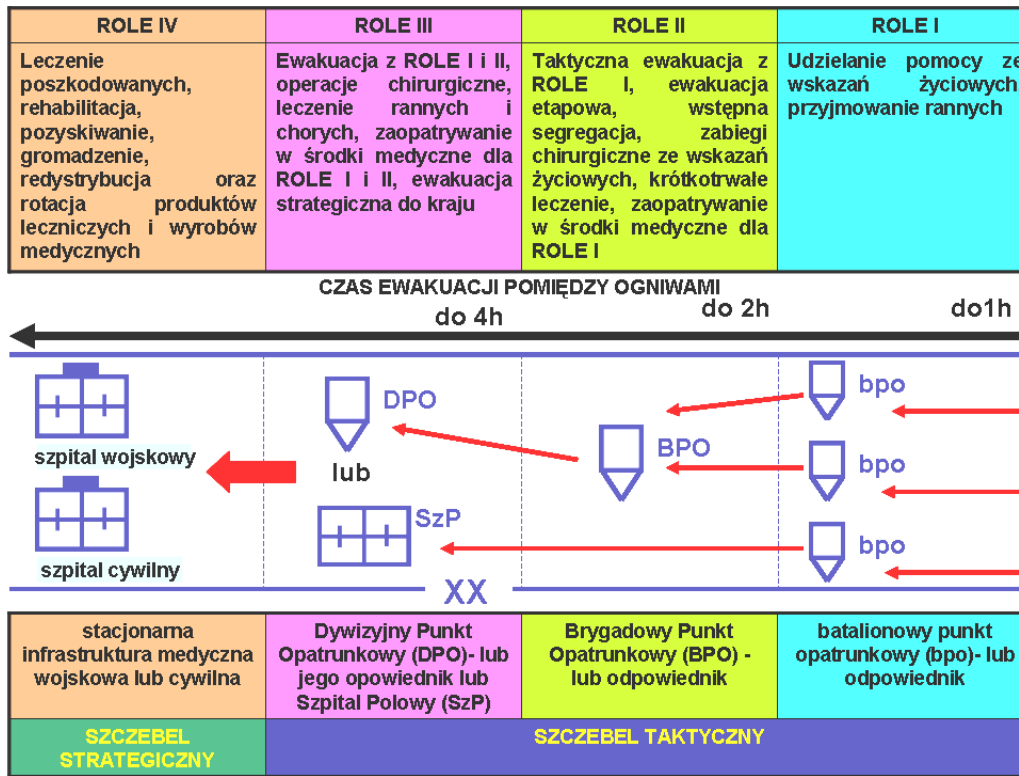 ROLE IV
ROLE III
ROLE II
ROLE I
Leczenie
poszkodowanych,
rehabilitacja,
pozyskiwanie,
gromadzenie,
redystrybucja oraz
rotacja produktów
leczniczych i wyrobów
medycznych
Ewakuacja z ROLE I i II,
operacje chirurgiczne,
leczenie rannych i
chorych, zaopatrywanie
w środki medyczne dla
ROLE I i II, ewakuacja
strategiczna do kraju
Taktyczna ewakuacja z
ROLE I, ewakuacja
etapowa, wstępna
segregacja, zabiegi
chirurgiczne ze wskazań
życiowych, krótkotrwałe
leczenie, zaopatrywanie
w środki medyczne dla
ROLE I
Udzielanie pomocy ze
wskazań życiowych,
przyjmowanie rannych
CZAS EWAKUACJI POMIĘDZY OGNIWAMI
do 4h
do 2h
do1h
szpital wojskowy
szpital cywilny
DPO
lub
SzP
BPO
bpo
bpo
bpo
XX
stacjonarna
infrastruktura medyczna
wojskowa lub cywilna
Dywizyjny Punkt
Opatrunkowy (DPO)- lub
jego opowiednik lub
Szpital Polowy (SzP)
Brygadowy Punkt
Opatrunkowy (BPO) -
lub odpowiednik
batalionowy punkt
opatrunkowy (bpo)- lub
odpowiednik
SZCZEBEL
STRATEGICZNY
SZCZEBEL TAKTYCZNY